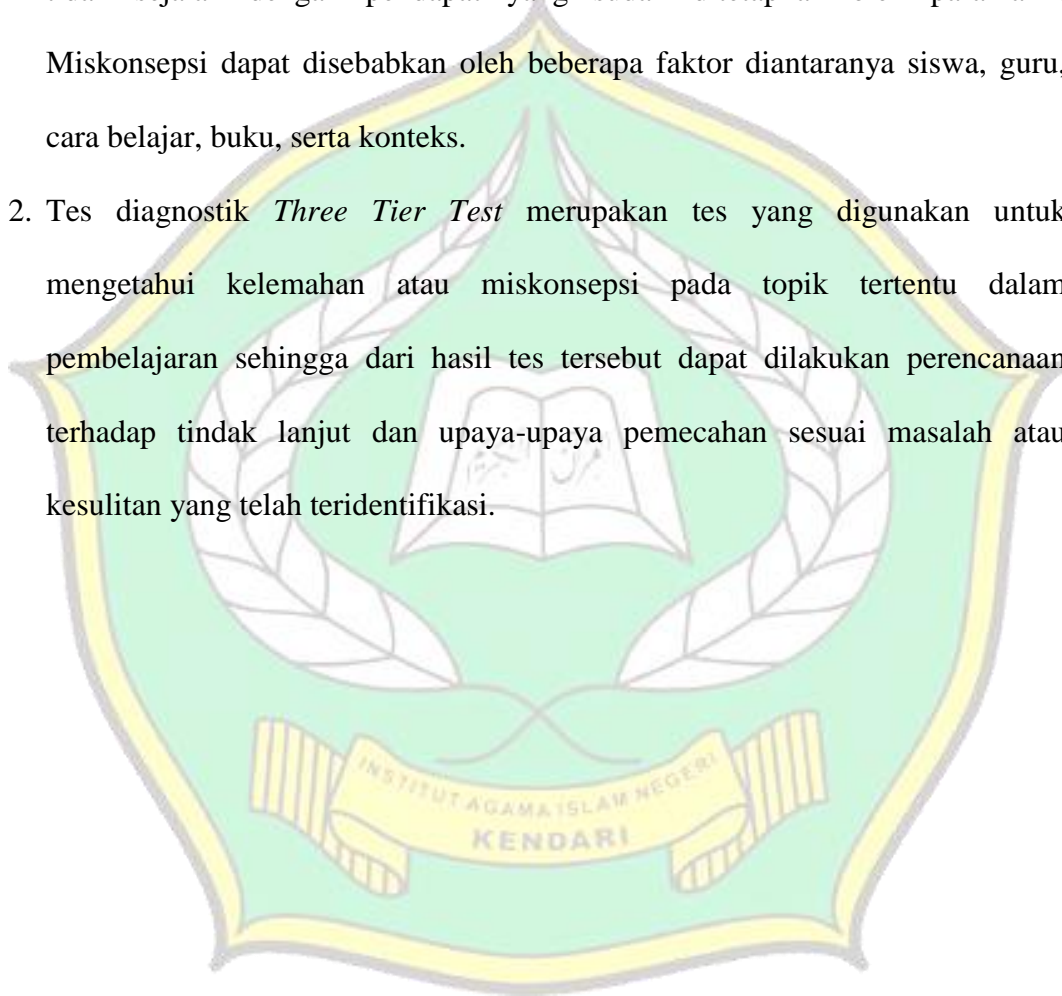 Miskonsepsi dapat disebabkan oleh beberapa faktor diantaranya siswa, guru,
cara belajar, buku, serta konteks.
2. Tes diagnostik Three Tier Test merupakan tes yang digunakan untuk
mengetahui kelemahan atau miskonsepsi pada topik tertentu dalam
pembelajaran sehingga dari hasil tes tersebut dapat dilakukan perencanaan
terhadap tindak lanjut dan upaya-upaya pemecahan sesuai masalah atau
kesulitan yang telah teridentifikasi.
INSTITUT AGAMA ISLAM NEGERI
KENDARI